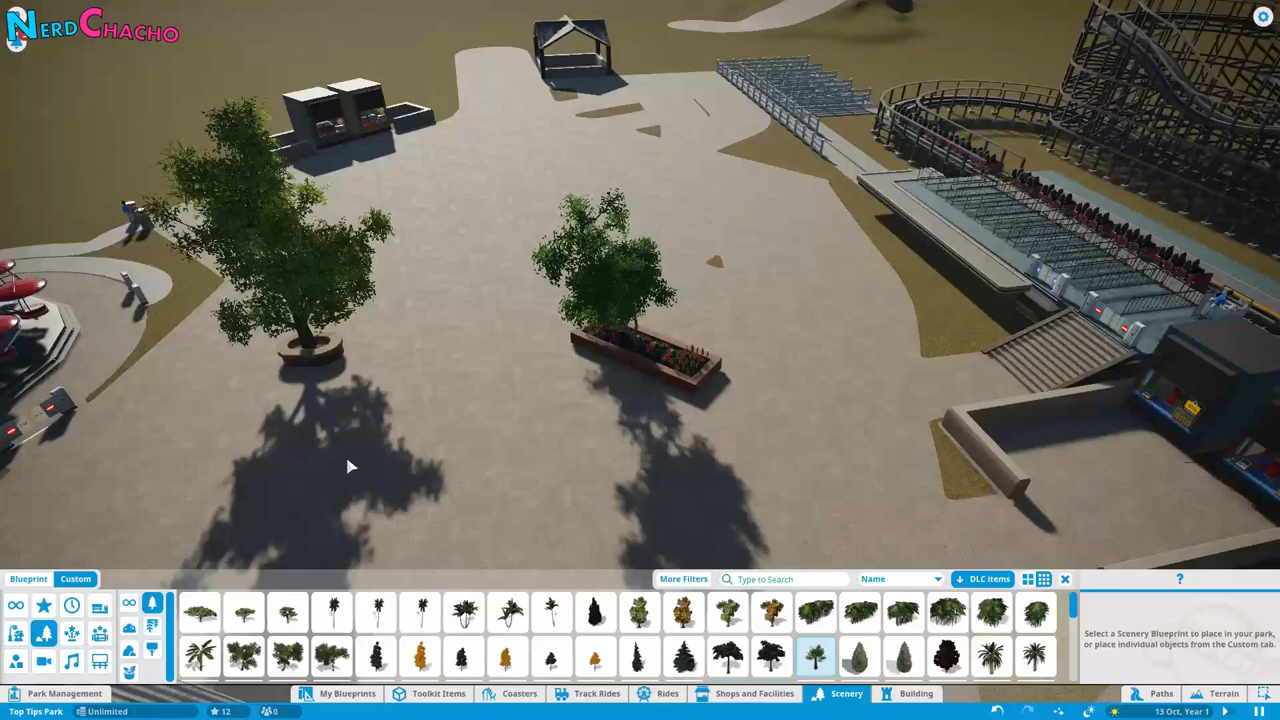 NERDCHACHO
Blueprint
Custom
More Filters
Type to Search
Name
DLC items
?
Select a Scenery Blueprint to place in your park,
or place individual objects from the Custom tab.
Park Management
My Blueprints
Toolkit Items
Coasters
Track Rides
Rides
Shops and Facilities
Scenery
Building
Paths
Terrain
Top Tips Park
Unlimited
12
0
13 Oct, Year 1